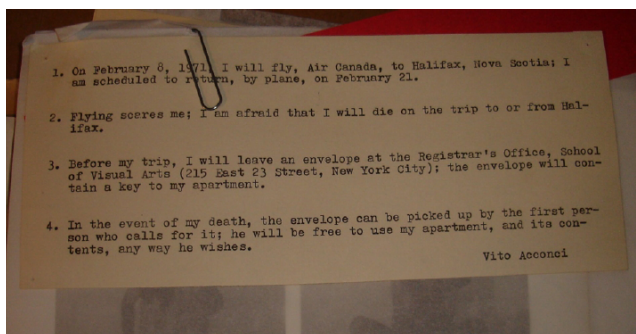 1. On February 8, 1971, I will fly, Air Canada, to Halifax, Nova Scotia; I
am scheduled to return, by plane, on February 21.
2. Flying scares me; I am afraid that I will die on the trip to or from Hal-
ifax.
3. Before my trip, I will leave an envelope at the Registrar's Office, School
of Visual Arts (215 East 23 Street, New York City); the envelope will con-
tain a key to my apartment.
4. In the event of my death, the envelope can be picked up by the first per-
son who calls for it; he will be free to use my apartment, and its con-
tents, any way he wishes.
Vito Acconci